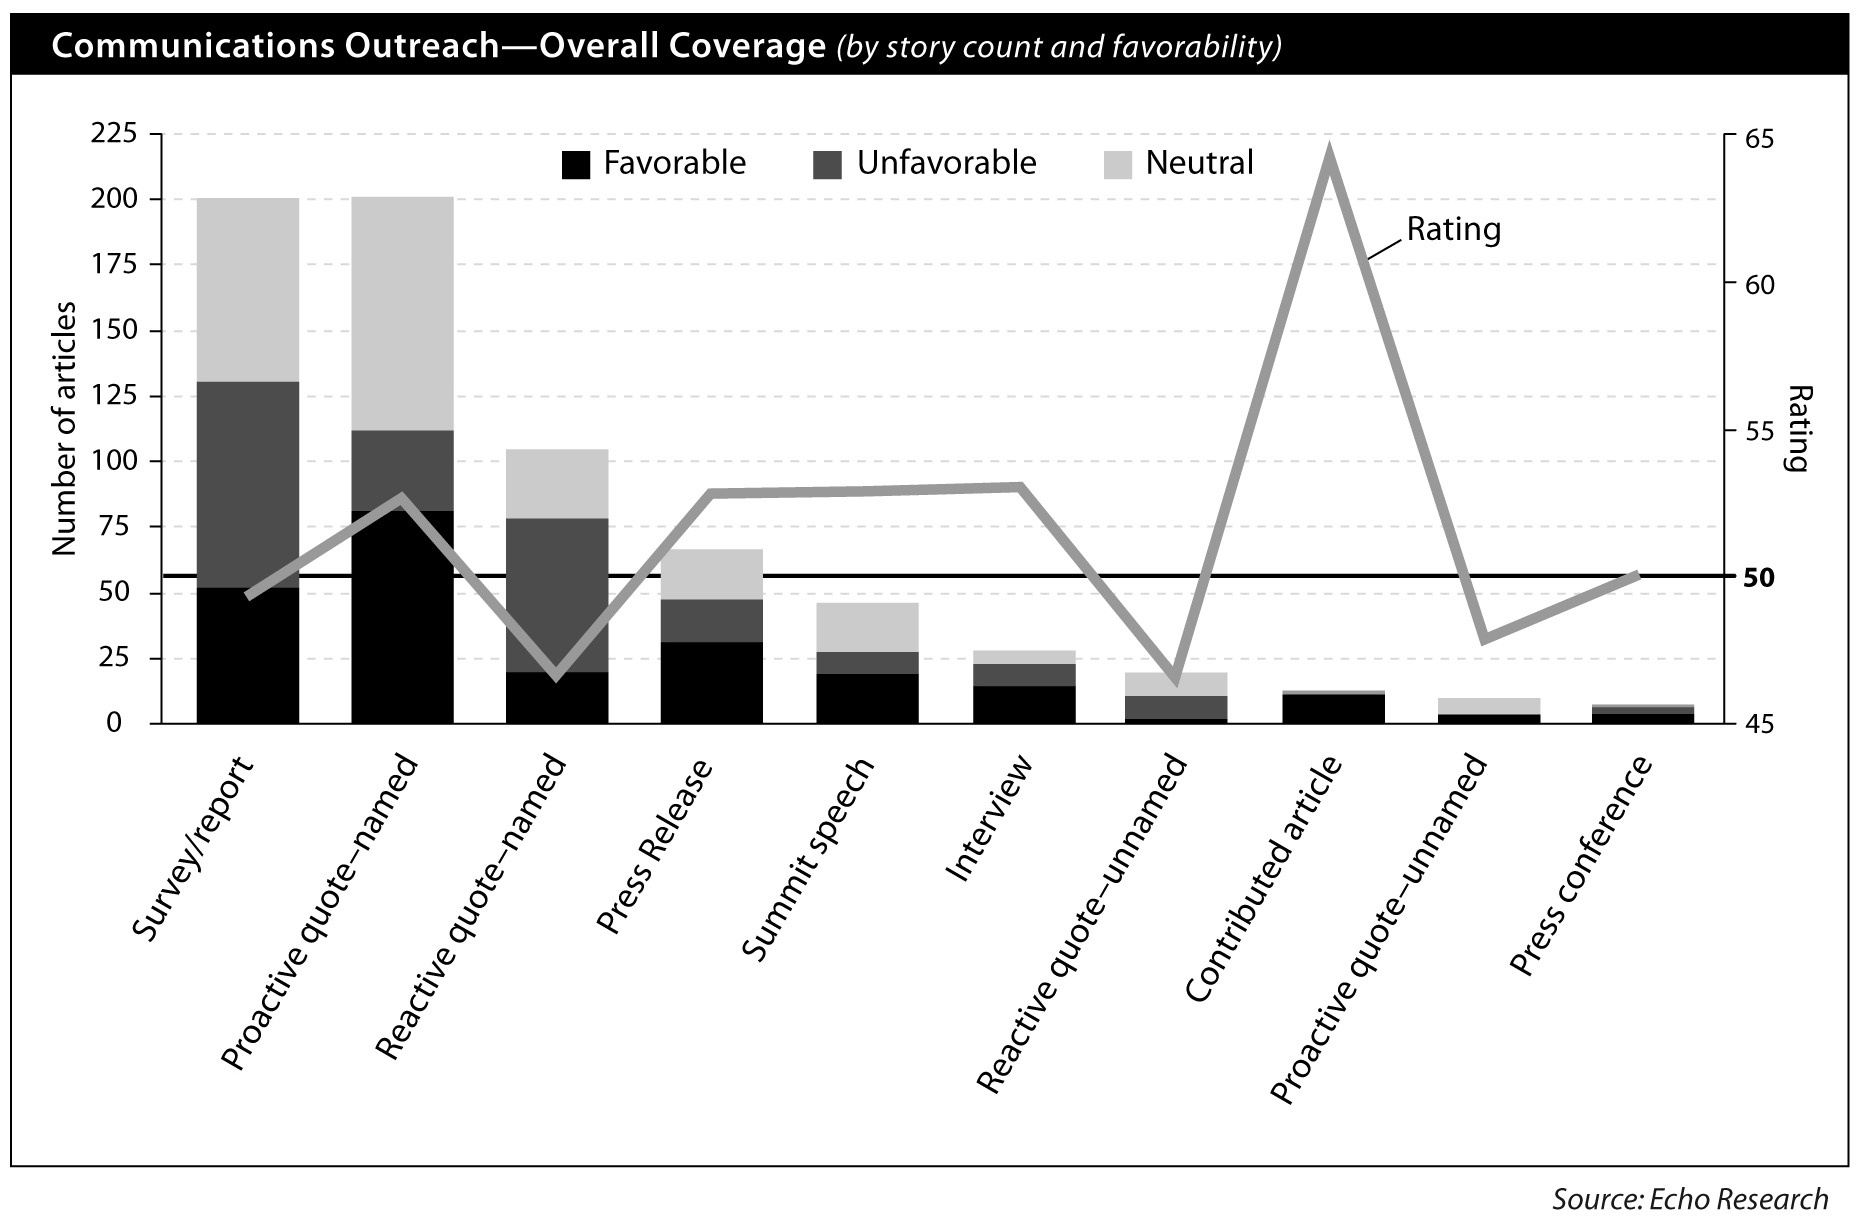 Communications Outreach—Overall Coverage (by story count and favorability)
Favorable
Unfavorable
Neutral
Rating
Number of articles
225
200
175
150
125
100
75
50
25
0
65
60
55
50
45
Rating
Survey/report
Proactive quote–named
Reactive quote–named
Press Release
Summit speech
Interview
Reactive quote–unnamed
Contributed article
Proactive quote–unnamed
Press conference
Source: Echo Research